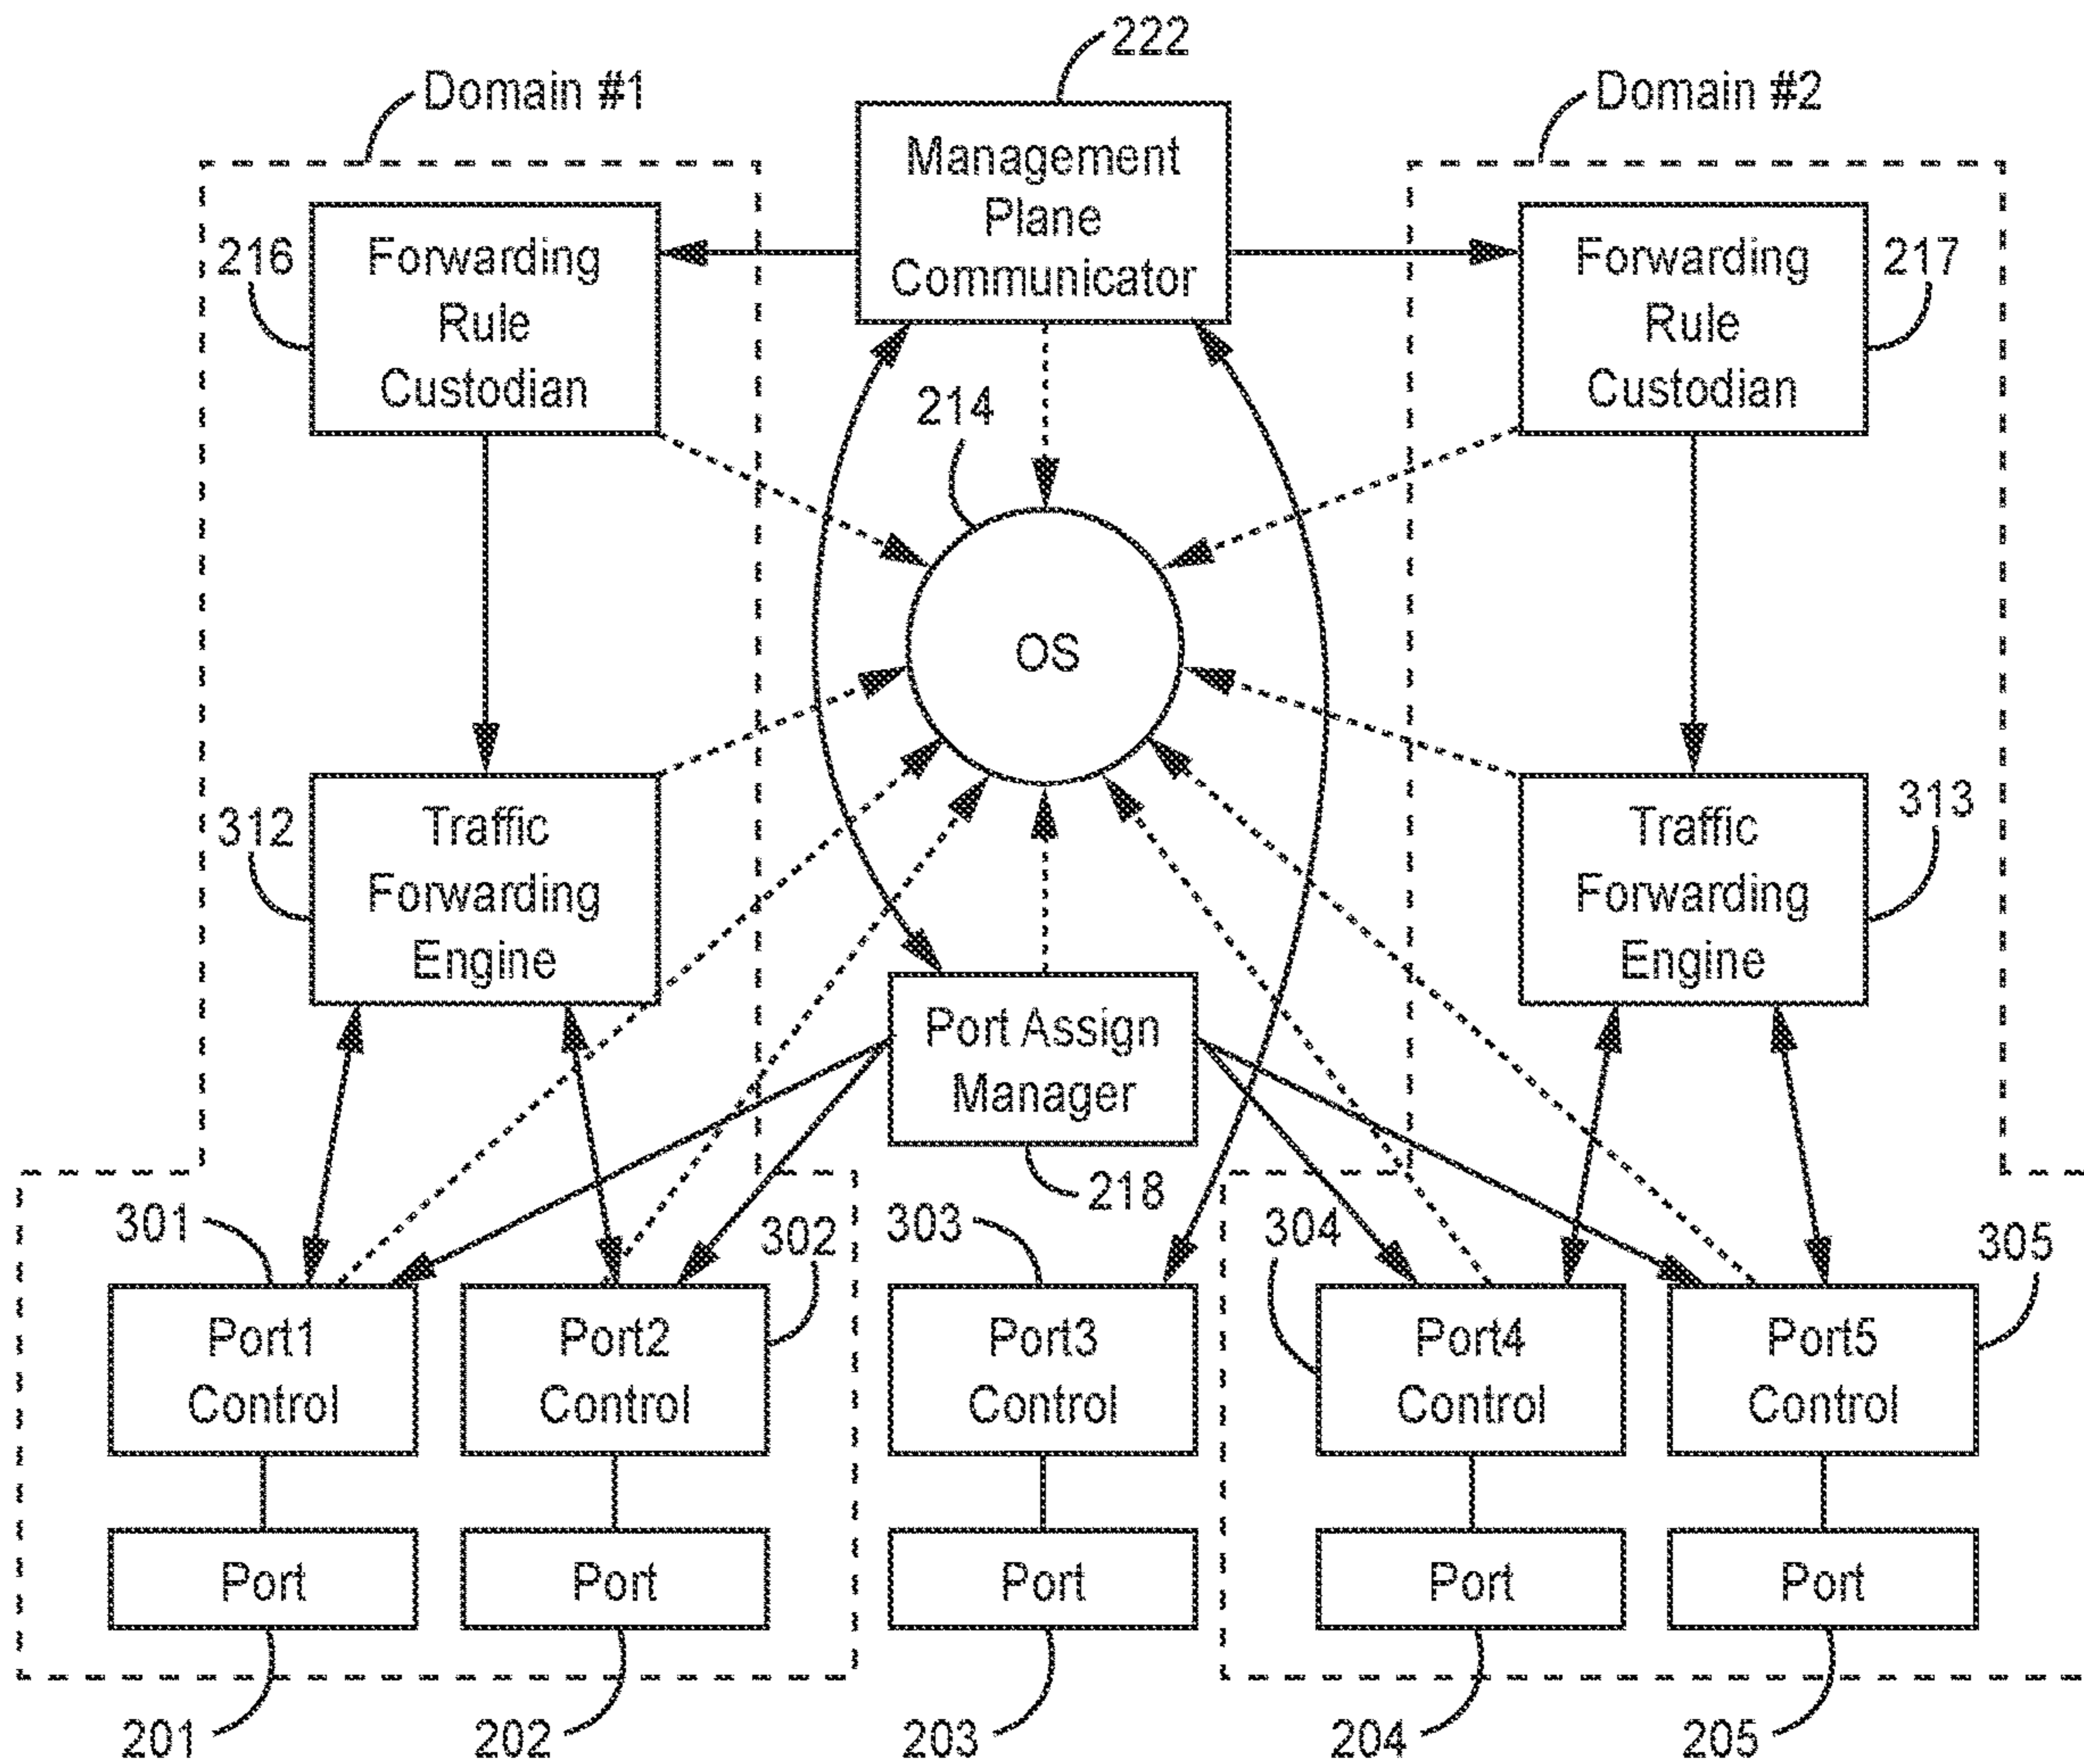 222
Domain #1
Domain #2
Management
Plane
Communicator
216
Forwarding
Rule
Custodian
Forwarding
Rule
Custodian
217
214
OS
312
Traffic
Forwarding
Engine
Traffic
Forwarding
Engine
313
Port Assign
Manager
218
301
302
303
304
305
Port1
Control
Port2
Control
Port3
Control
Port4
Control
Port5
Control
Port
Port
Port
Port
Port
201
202
203
204
205